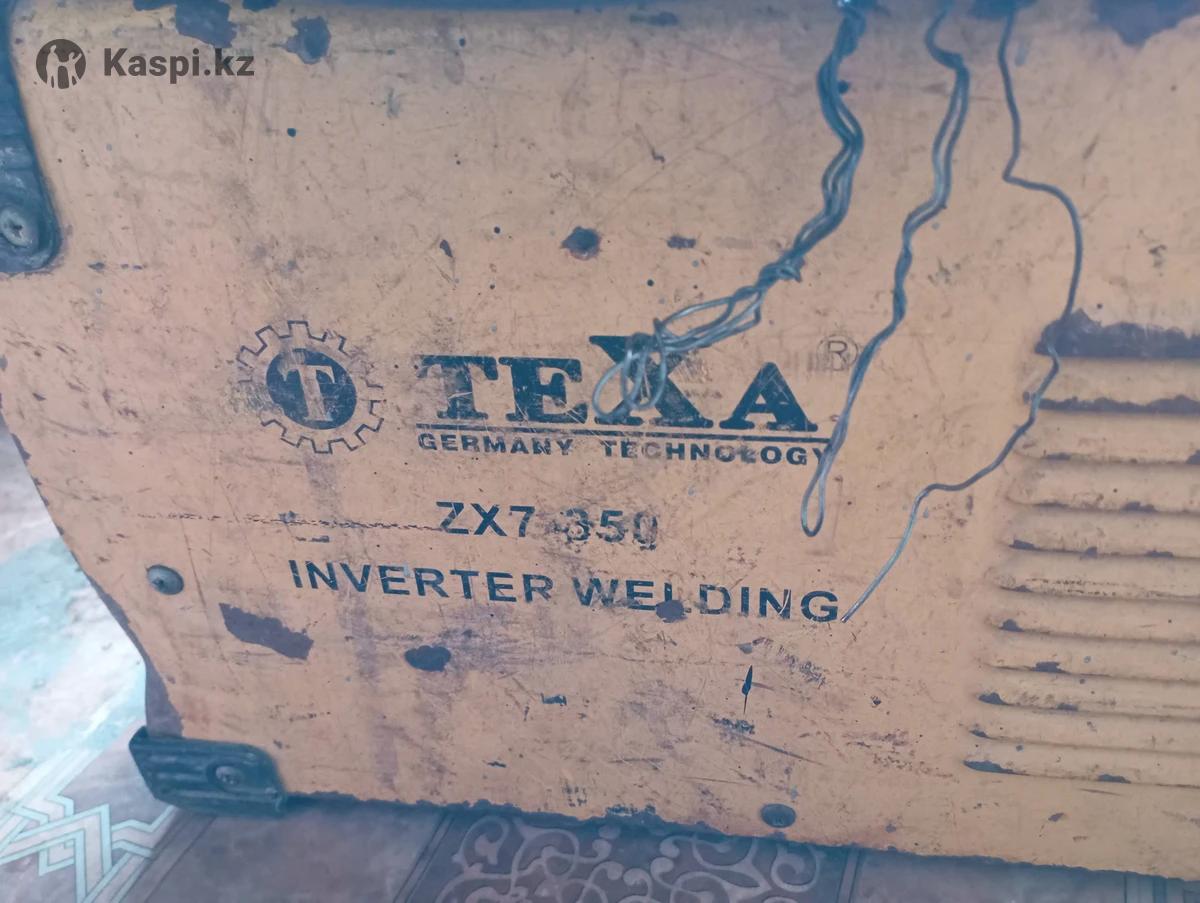 Kaspi.kz
T TEXA ®
GERMANY TECHNOLOGY
ZX7-350
INVERTER WELDING